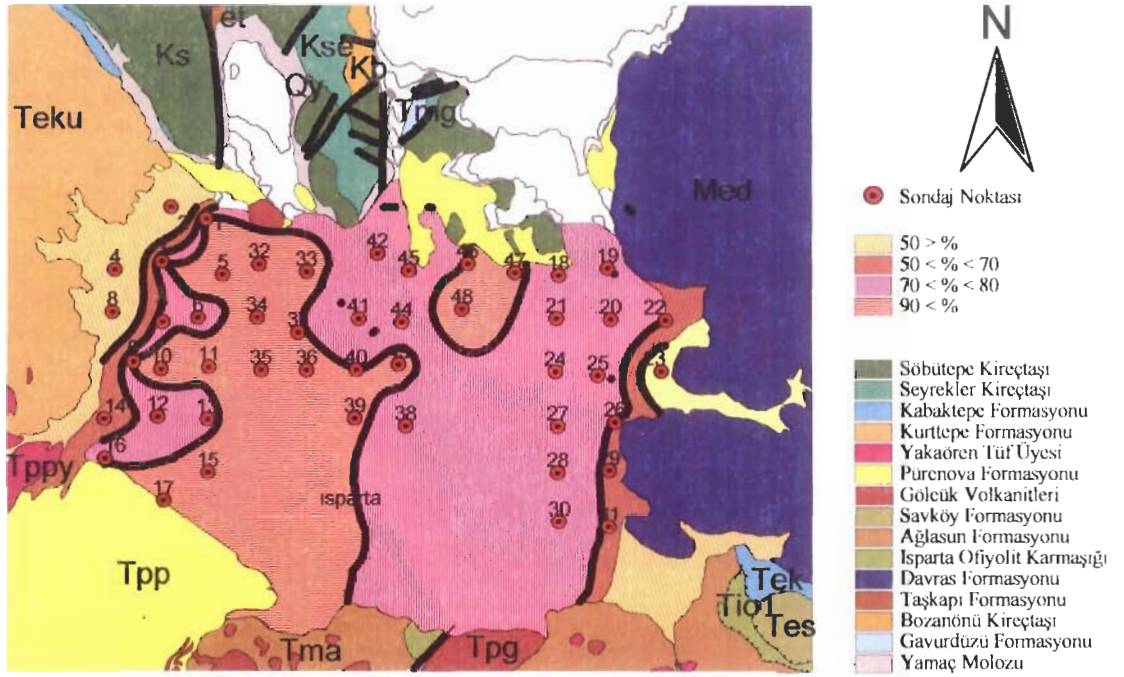 N
Sondaj Noktası
50 > %
50 < % < 70
70 < % < 80
90 < %
Söbütepe Kireçtaşı
Seyrekler Kireçtaşı
Kabaktepe Formasyonu
Kurttepe Formasyonu
Yakaören Tüf Üyesi
Pürenova Formasyonu
Gölcük Volkanitleri
Savköy Formasyonu
Ağlasun Formasyonu
Isparta Ofiyolit Karmaşığı
Davras Formasyonu
Taşkapı Formasyonu
Bozanönü Kireçtaşı
Gavurdüzü Formasyonu
Yamaç Molozu
et
Ks
Kse
Kb
Qy
Tmg
Teku
Med
1
42
32
33
45
47
18
19
4
5
8
34
41
44
48
21
20
22
10
11
35
36
40
24
25
23
14
12
39
38
27
26
16
15
28
17
ısparta
30
Tppy
Tpp
Tek
Tio1
Tes
Tma
Tpg